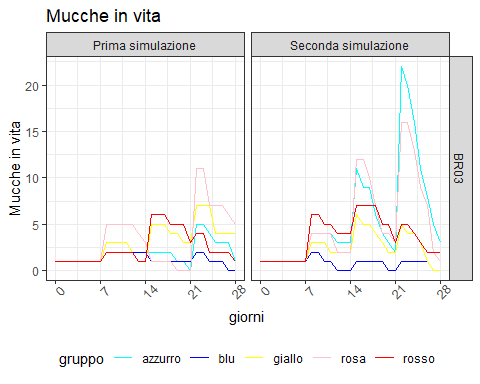 Mucche in vita
Prima simulazione
Seconda simulazione
20
15
10
5
0
Mucche in vita
BR03
0 7 14 21 28 0 7 14 21 28
giorni
gruppo azzurro blu giallo rosa rosso